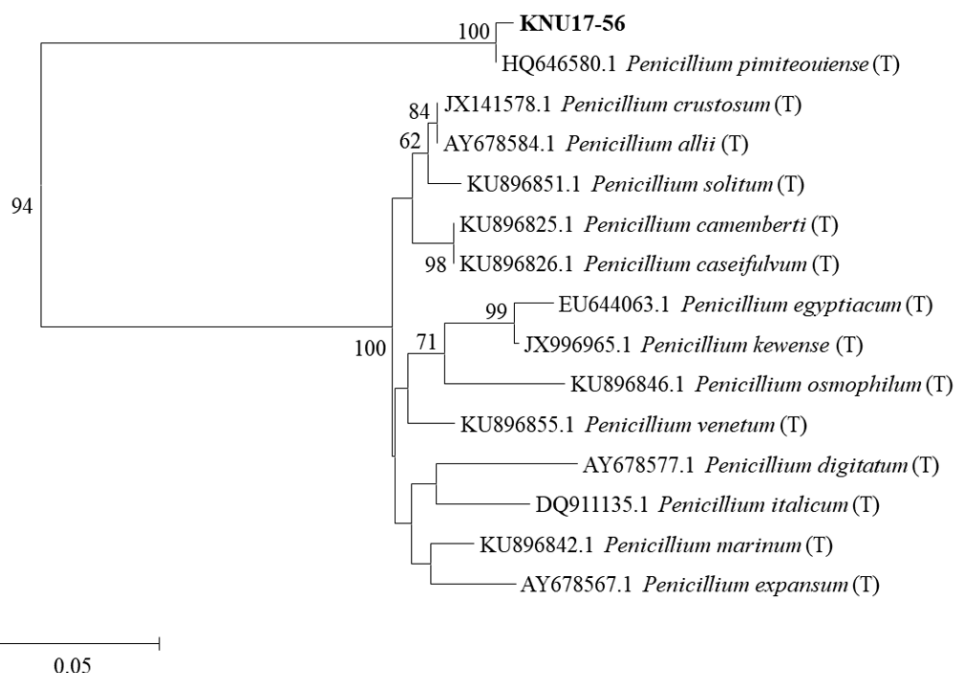 KNU17-56
100
HQ646580.1 Penicillium pimiteouiense (T)
JX141578.1 Penicillium crustosum (T)
84
AY678584.1 Penicillium allii (T)
62
KU896851.1 Penicillium solitum (T)
94
KU896825.1 Penicillium camemberti (T)
KU896826.1 Penicillium caseifulvum (T)
98
EU644063.1 Penicillium egyptiacum (T)
99
JX996965.1 Penicillium kewense (T)
71
100
KU896846.1 Penicillium osmophilum (T)
KU896855.1 Penicillium venetum (T)
AY678577.1 Penicillium digitatum (T)
DQ911135.1 Penicillium italicum (T)
KU896842.1 Penicillium marinum (T)
AY678567.1 Penicillium expansum (T)
0.05